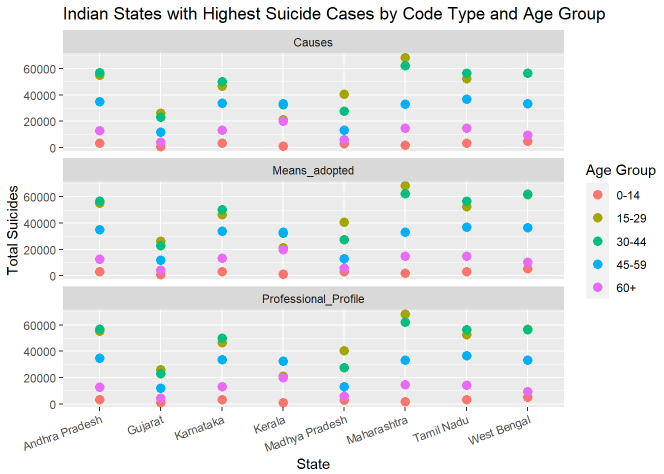 Indian States with Highest Suicide Cases by Code Type and Age Group
Causes
60000
40000
20000
0
Means_adopted
60000
40000
20000
0
Professional_Profile
60000
40000
20000
0
Total Suicides
Andhra Pradesh
Gujarat
Karnataka
Kerala
Madhya Pradesh
Maharashtra
Tamil Nadu
West Bengal
State
Age Group
0-14
15-29
30-44
45-59
60+